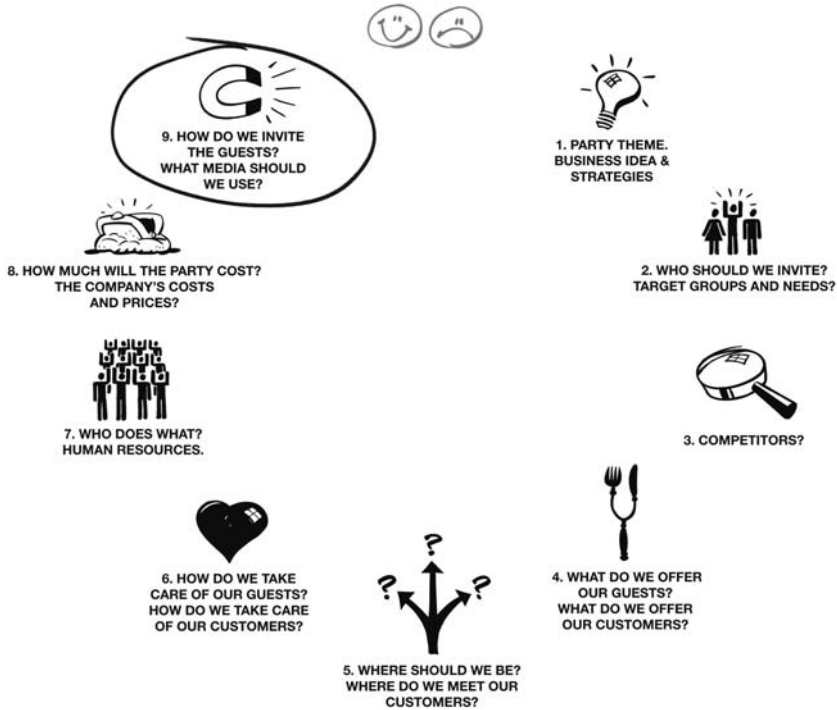 1. PARTY THEME.
BUSINESS IDEA &
STRATEGIES
2. WHO SHOULD WE INVITE?
TARGET GROUPS AND NEEDS?
3. COMPETITORS?
4. WHAT DO WE OFFER
OUR GUESTS?
WHAT DO WE OFFER
OUR CUSTOMERS?
5. WHERE SHOULD WE BE?
WHERE DO WE MEET OUR
CUSTOMERS?
? ? ?
6. HOW DO WE TAKE
CARE OF OUR GUESTS?
HOW DO WE TAKE CARE
OF OUR CUSTOMERS?
7. WHO DOES WHAT?
HUMAN RESOURCES.
8. HOW MUCH WILL THE PARTY COST?
THE COMPANY'S COSTS
AND PRICES?
9. HOW DO WE INVITE
THE GUESTS?
WHAT MEDIA SHOULD
WE USE?